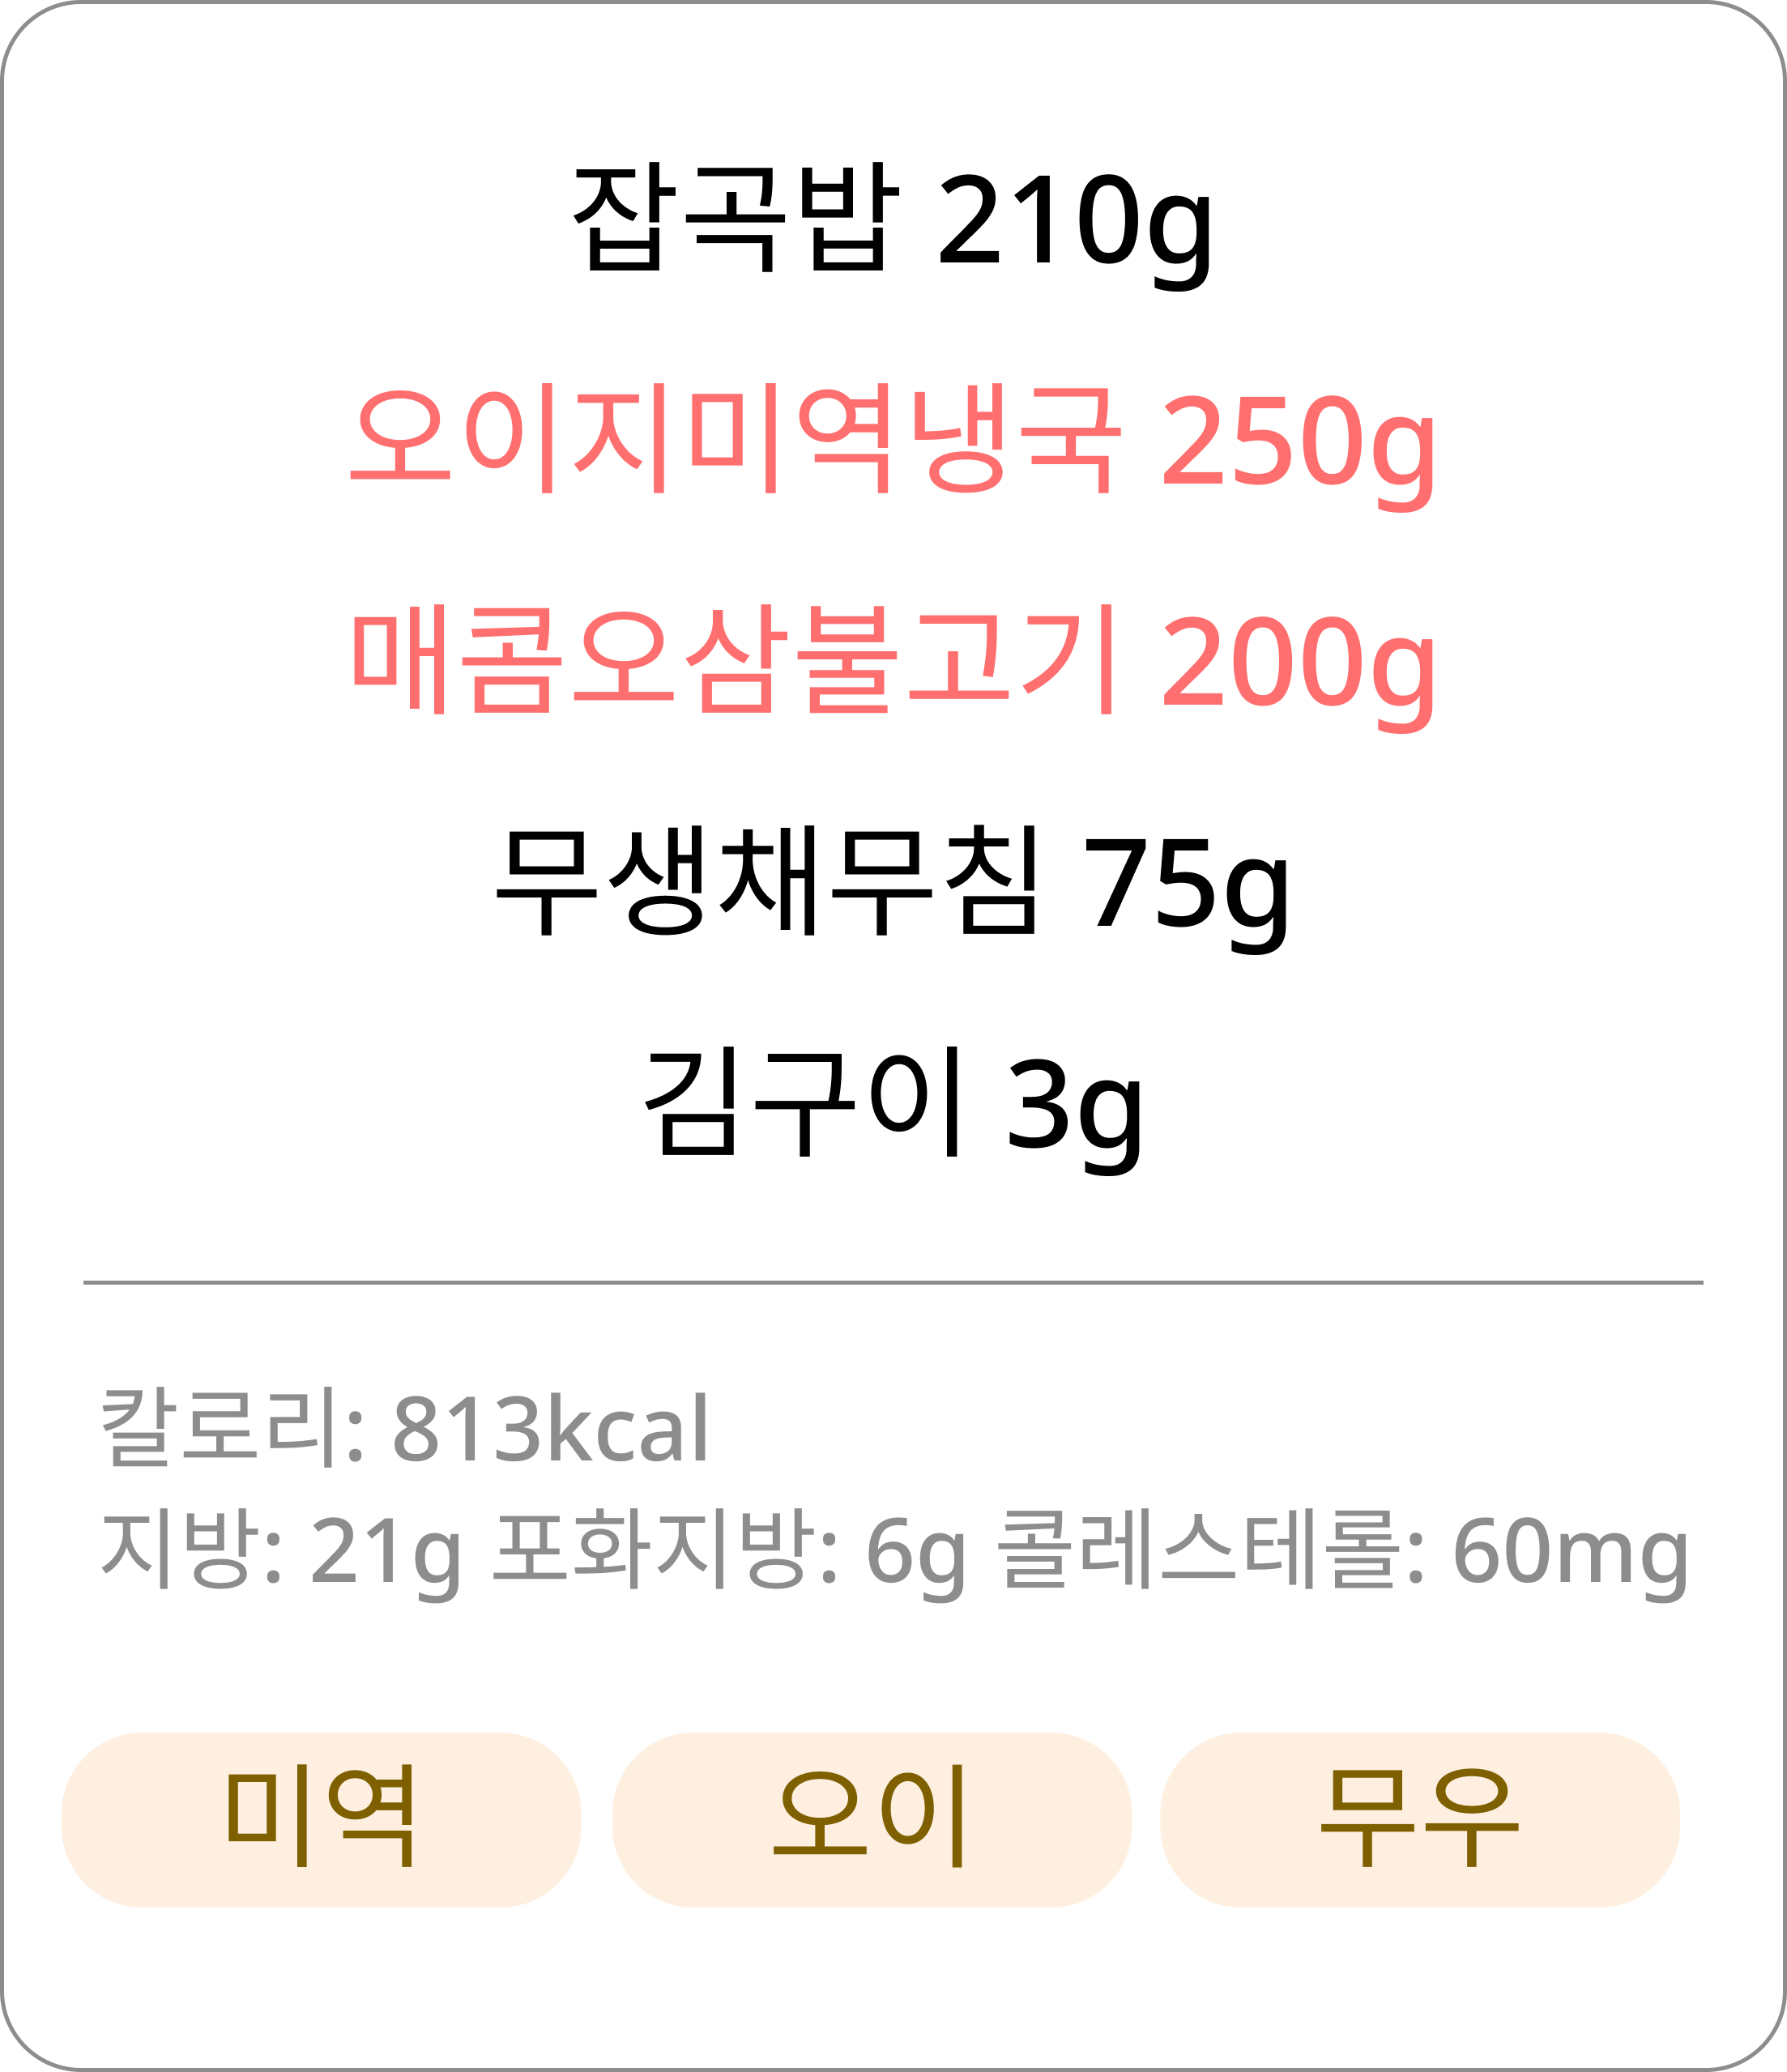 잡곡밥 210g
오이지미역냉국 250g
매콤오삼불고기 200g
무생채무침 75g
김구이 3g
칼로리: 813kcal
지방: 21g 포화지방: 6g 콜레스테롤: 60mg
미역 오이 무우